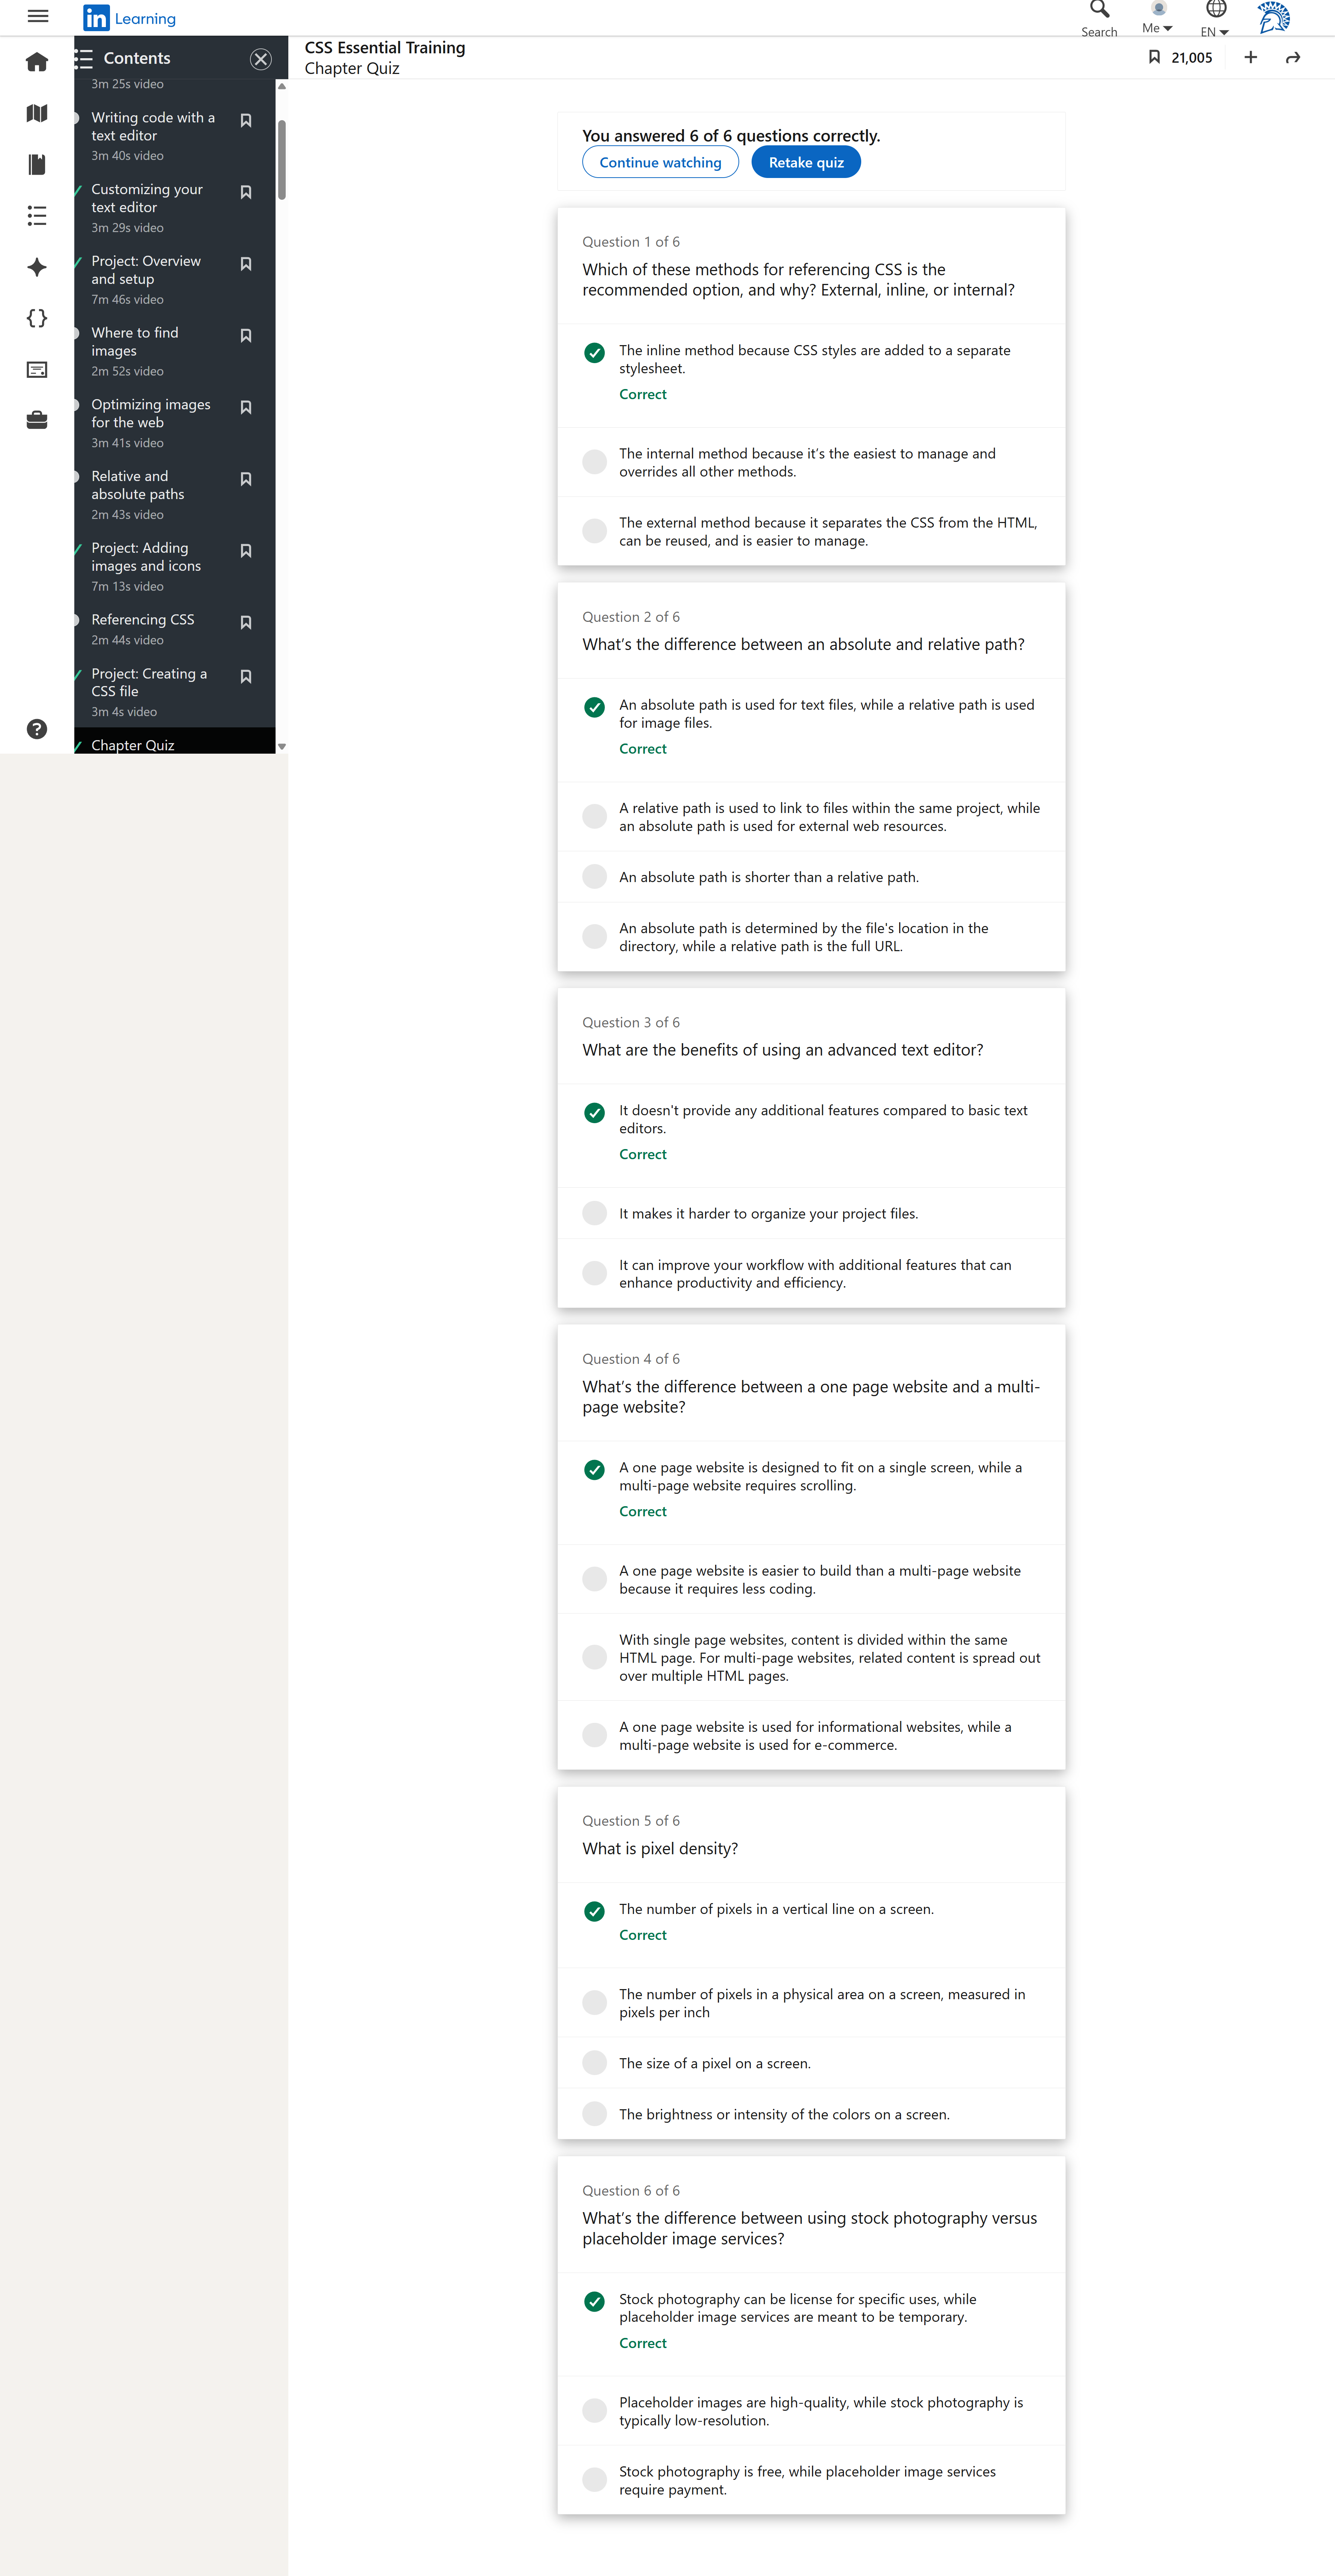 in Learning
Search
Me
EN
Contents
CSS Essential Training
Chapter Quiz
21,005
3m 25s video
Writing code with a
text editor
3m 40s video
Customizing your
text editor
3m 29s video
Project: Overview
and setup
7m 46s video
Where to find
images
2m 52s video
Optimizing images
for the web
3m 41s video
Relative and
absolute paths
2m 43s video
Project: Adding
images and icons
7m 13s video
Referencing CSS
2m 44s video
Project: Creating a
CSS file
3m 4s video
Chapter Quiz
You answered 6 of 6 questions correctly.
Continue watching
Retake quiz
Question 1 of 6
Which of these methods for referencing CSS is the
recommended option, and why? External, inline, or internal?
The inline method because CSS styles are added to a separate
stylesheet.
Correct
The internal method because it’s the easiest to manage and
overrides all other methods.
The external method because it separates the CSS from the HTML,
can be reused, and is easier to manage.
Question 2 of 6
What’s the difference between an absolute and relative path?
An absolute path is used for text files, while a relative path is used
for image files.
Correct
A relative path is used to link to files within the same project, while
an absolute path is used for external web resources.
An absolute path is shorter than a relative path.
An absolute path is determined by the file's location in the
directory, while a relative path is the full URL.
Question 3 of 6
What are the benefits of using an advanced text editor?
It doesn't provide any additional features compared to basic text
editors.
Correct
It makes it harder to organize your project files.
It can improve your workflow with additional features that can
enhance productivity and efficiency.
Question 4 of 6
What’s the difference between a one page website and a multi-
page website?
A one page website is designed to fit on a single screen, while a
multi-page website requires scrolling.
Correct
A one page website is easier to build than a multi-page website
because it requires less coding.
With single page websites, content is divided within the same
HTML page. For multi-page websites, related content is spread out
over multiple HTML pages.
A one page website is used for informational websites, while a
multi-page website is used for e-commerce.
Question 5 of 6
What is pixel density?
The number of pixels in a vertical line on a screen.
Correct
The number of pixels in a physical area on a screen, measured in
pixels per inch
The size of a pixel on a screen.
The brightness or intensity of the colors on a screen.
Question 6 of 6
What’s the difference between using stock photography versus
placeholder image services?
Stock photography can be license for specific uses, while
placeholder image services are meant to be temporary.
Correct
Placeholder images are high-quality, while stock photography is
typically low-resolution.
Stock photography is free, while placeholder image services
require payment.